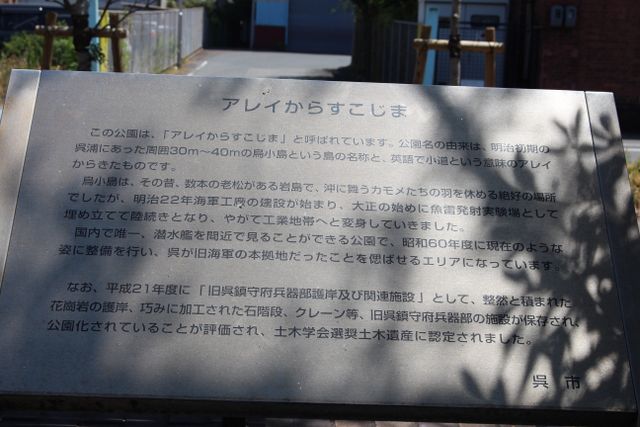 アレイからすこじま
この公園は、「アレイからすこじま」と呼ばれています。公園名の由来は、明治初期の
呉浦にあった周囲30m～40mの烏小島という島の名称と、英語で小道という意味のアレイ
からきたものです。
烏小島は、その昔、数本の老松がある岩島で、沖に舞うカモメたちの羽を休める絶好の場所
でしたが、明治22年海軍工廠の建設が始まり、大正の始めに魚雷発射実験場として
埋め立てて陸続きとなり、やがて工業地帯へと変身していきました。
国内で唯一、潜水艦を間近で見ることができる公園で、昭和60年度に現在のような
姿に整備を行い、呉が旧海軍の本拠地だったことを偲ばせるエリアになっています。
なお、平成21年度に「旧呉鎮守府兵器部護岸及び関連施設」として、整然と積まれた
花崗岩の護岸、巧みに加工された石階段、クレーン等、旧呉鎮守府兵器部の施設が保存され、
公園化されていることが評価され、土木学会選奨土木遺産に認定されました。
呉市